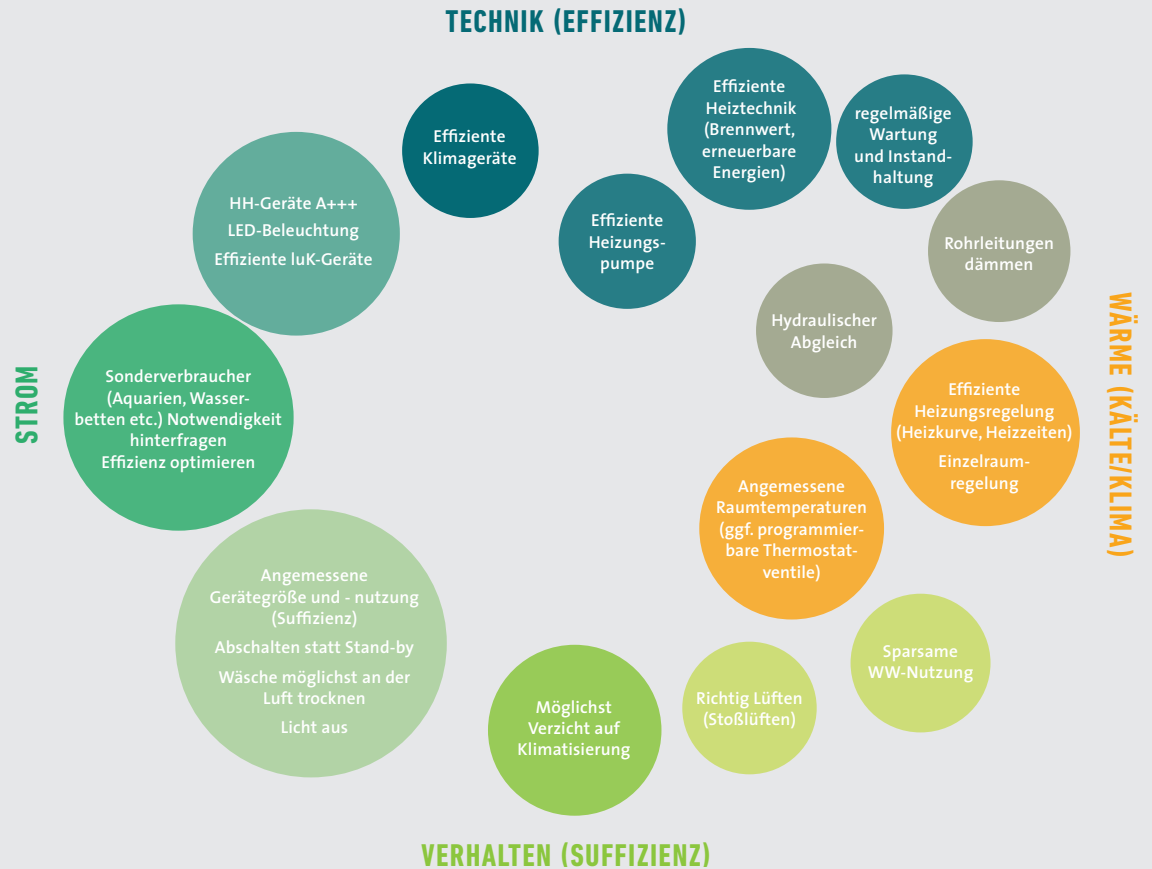 TECHNIK (EFFIZIENZ)
Effiziente
Klimageräte
Effiziente
Heiztechnik
(Brennwert,
erneuerbare
Energien)
regelmäßige
Wartung
und Instand-
haltung
HH-Geräte A+++
LED-Beleuchtung
Effiziente IuK-Geräte
Effiziente
Heizungs-
pumpe
Rohrleitungen
dämmen
Hydraulischer
Abgleich
STROM
Sonderverbraucher
(Aquarien, Wasser-
betten etc.) Notwendigkeit
hinterfragen
Effizienz optimieren
Effiziente
Heizungsregelung
(Heizkurve, Heizzeiten)
Einzelraum-
regelung
WÄRME (KÄLTE/KLIMA)
Angemessene
Raumtemperaturen
(ggf. programmier-
bare Thermostat-
ventile)
Angemessene
Gerätegröße und - nutzung
(Suffizienz)
Abschalten statt Stand-by
Wäsche möglichst an der
Luft trocknen
Licht aus
Möglichst
Verzicht auf
Klimatisierung
Richtig Lüften
(Stoßlüften)
Sparsame
WW-Nutzung
VERHALTEN (SUFFIZIENZ)